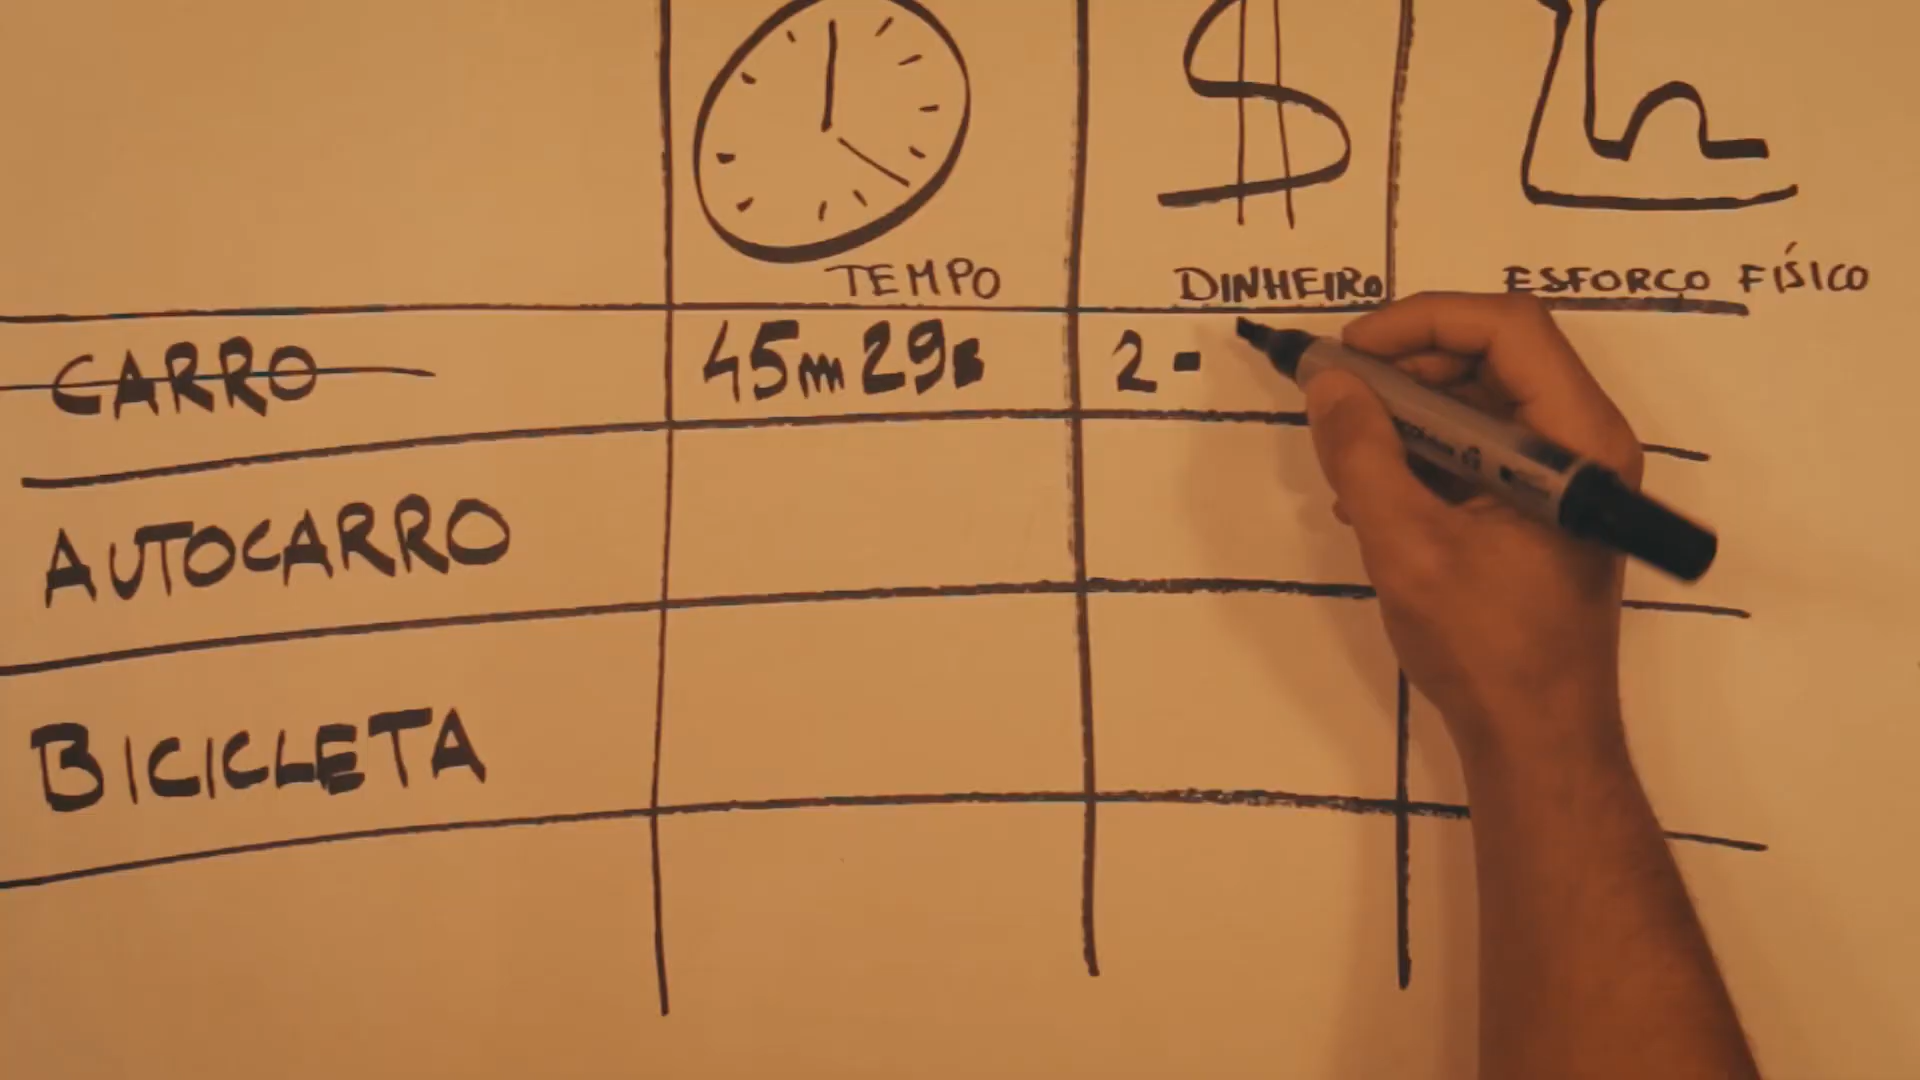 TEMPO DINHEIRO ESFORÇO FÍSICO
CARRO 45m 29s 2-
AUTOCARRO
BICICLETA